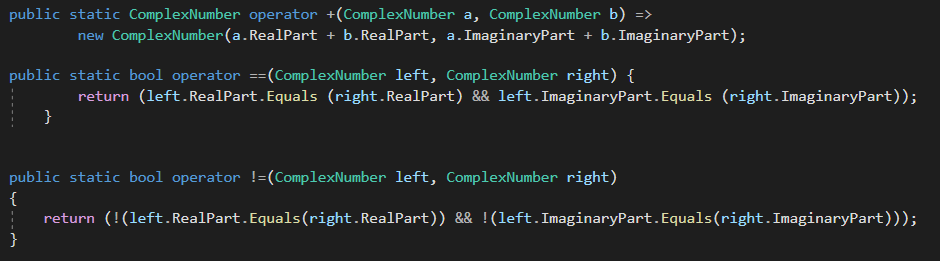 public static ComplexNumber operator +(ComplexNumber a, ComplexNumber b) =>
new ComplexNumber(a.RealPart + b.RealPart, a.ImaginaryPart + b.ImaginaryPart);
public static bool operator ==(ComplexNumber left, ComplexNumber right) {
return (left.RealPart.Equals (right.RealPart) && left.ImaginaryPart.Equals (right.ImaginaryPart));
}
public static bool operator !=(ComplexNumber left, ComplexNumber right)
{
return (!(left.RealPart.Equals(right.RealPart)) && !(left.ImaginaryPart.Equals(right.ImaginaryPart)));
}